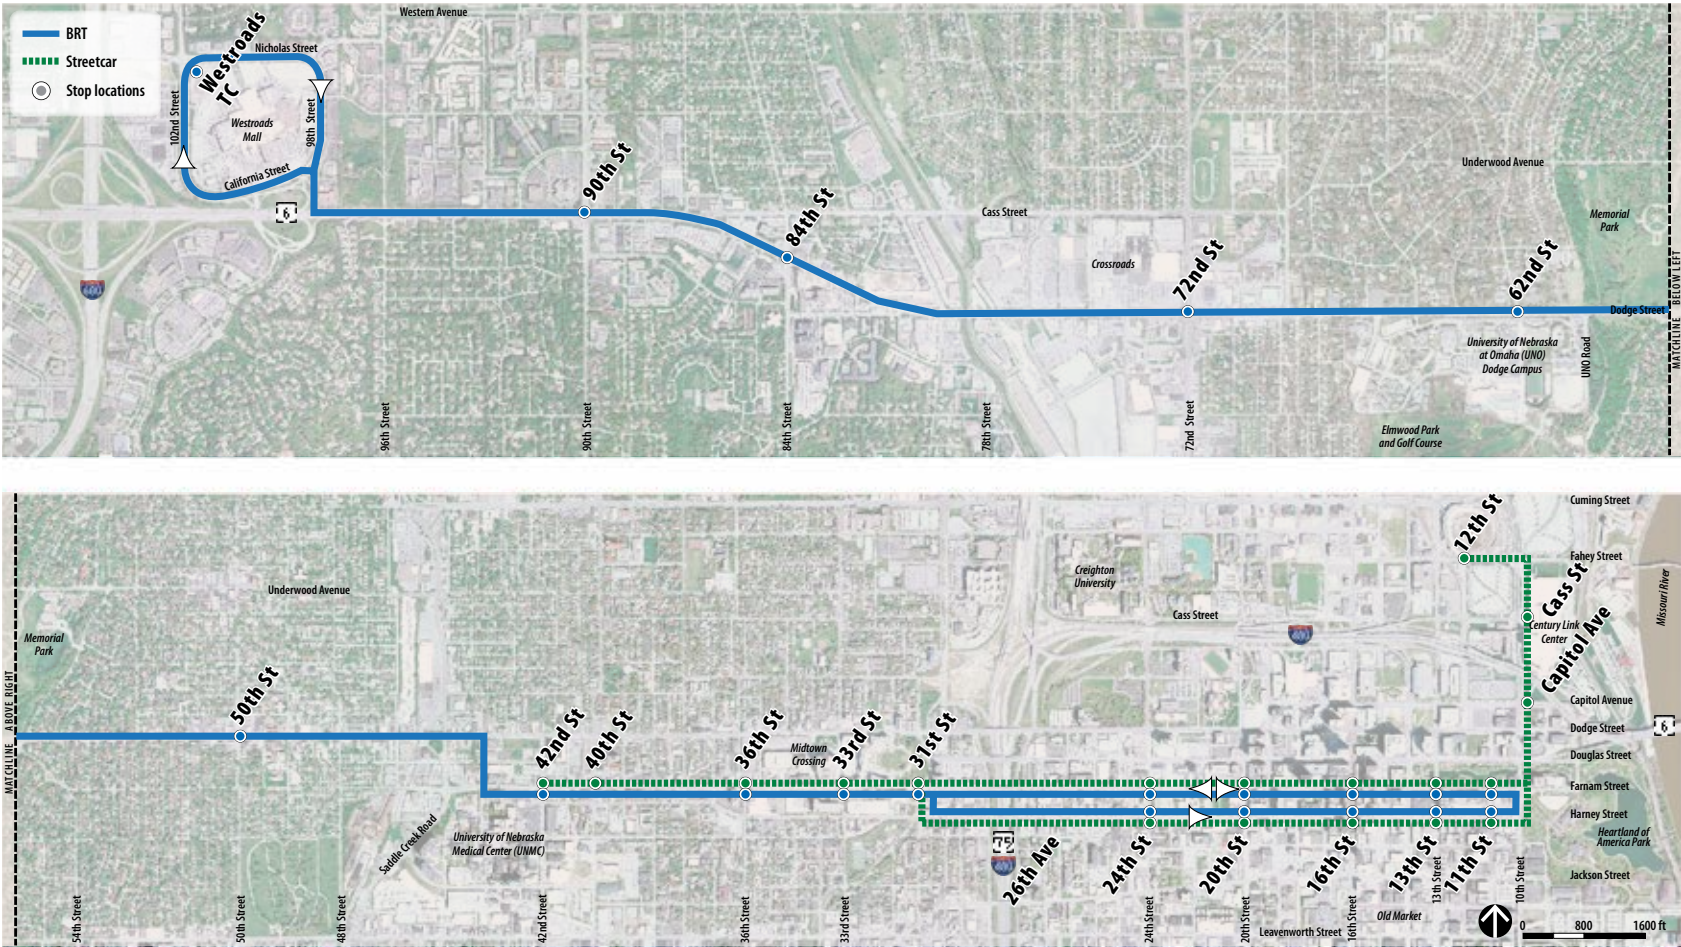 BRT
Streetcar
Stop locations
Western Avenue
Nicholas Street
Westroads
TC
102nd Street
98th Street
Westroads
Mall
California Street
6
680
90th St
84th St
72nd St
62nd St
Cass Street
Crossroads
Underwood Avenue
Memorial
Park
Dodge Street
University of Nebraska
at Omaha (UNO)
Dodge Campus
UNO Road
Elmwood Park
and Golf Course
96th Street
90th Street
84th Street
78th Street
72nd Street
MATCHLINE BELOW LEFT
MATCHLINE ABOVE RIGHT
Memorial
Park
Underwood Avenue
50th St
42nd St
40th St
36th St
Midtown
Crossing
33rd St
31st St
Creighton
University
Cass Street
480
12th St
Cuming Street
Fahey Street
Cass St
Century Link
Center
Capitol Ave
Missouri River
Capitol Avenue
Dodge Street
6
Douglas Street
Farnam Street
Harney Street
Heartland of
America Park
Jackson Street
Saddle Creek Road
University of Nebraska
Medical Center (UNMC)
75
480
26th Ave
24th St
20th St
16th St
13th St
11th St
54th Street
50th Street
48th Street
42nd Street
36th Street
33rd Street
24th Street
20th Street
16th Street
13th Street
10th Street
Old Market
Leavenworth Street
0 800 1600 ft